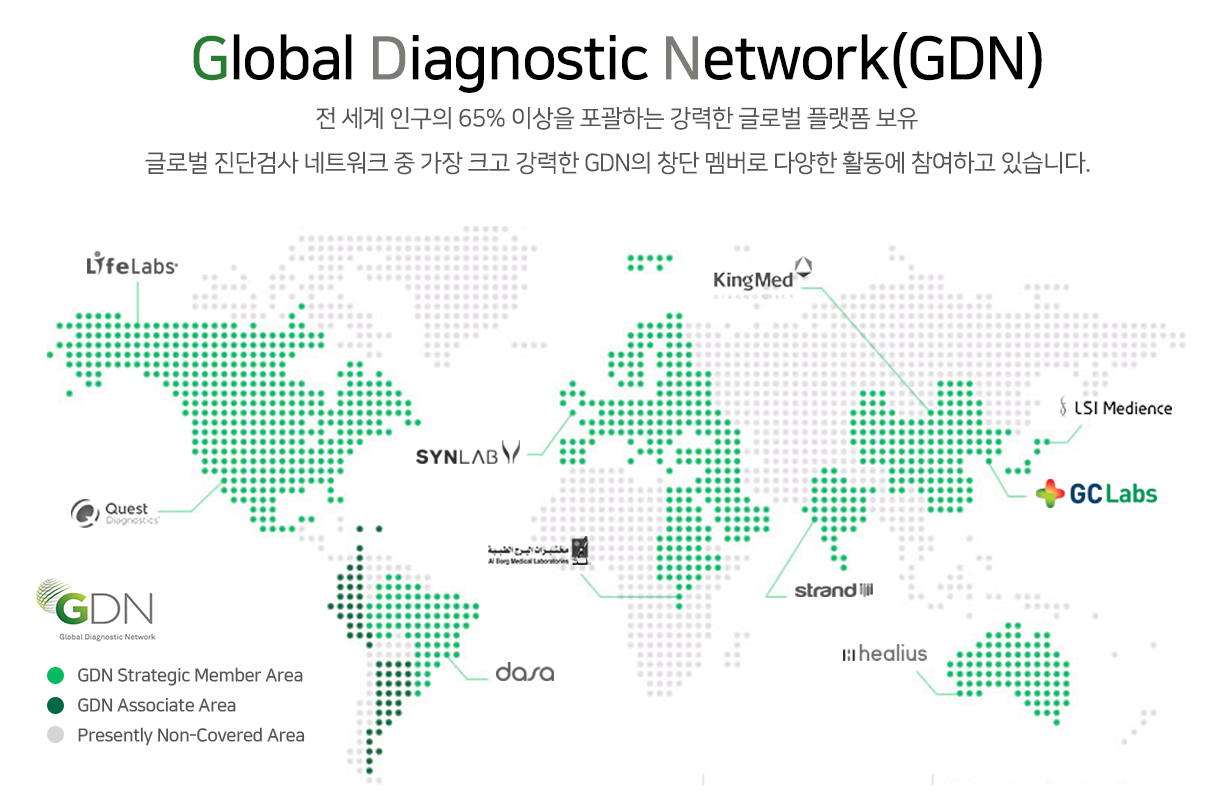 Global Diagnostic Network(GDN)
전 세계 인구의 65% 이상을 포괄하는 강력한 글로벌 플랫폼 보유
글로벌 진단검사 네트워크 중 가장 크고 강력한 GDN의 창단 멤버로 다양한 활동에 참여하고 있습니다.
LifeLabs
KingMed
DIAGNOSTICS
LSI Medience
SYNLAB
GC Labs
Quest
Diagnostics
مختبرات البرج الطبية
Al Borg Medical Laboratories
strand
GDN
Global Diagnostic Network
healius
dasa
GDN Strategic Member Area
GDN Associate Area
Presently Non-Covered Area